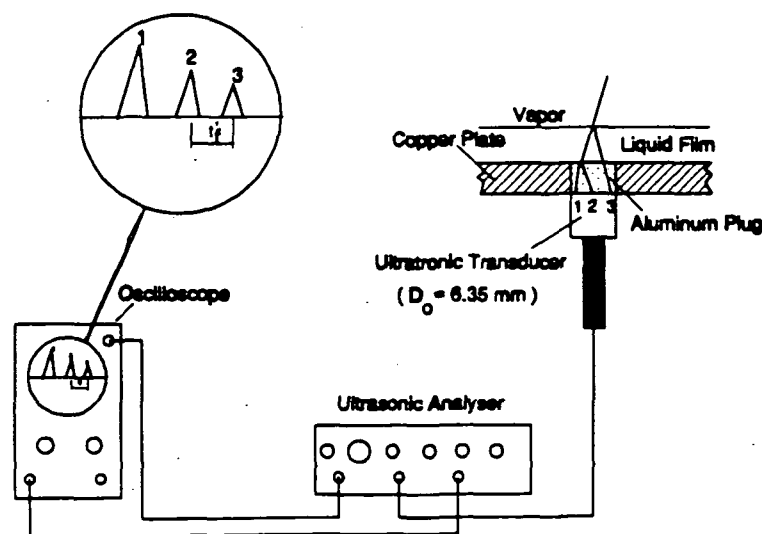 1
2
3
t'f
Vapor
Copper Plate
Liquid Film
1 2 3
Aluminum Plug
Ultratronic Transducer
( Do = 6.35 mm )
Oscilloscope
Ultrasonic Analyser